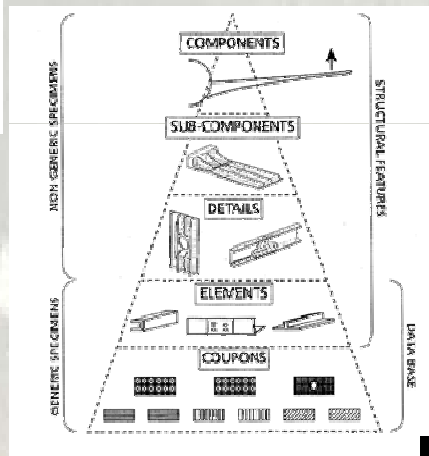 COMPONENTS
NON GENERIC SPECIMENS
STRUCTURAL FEATURES
SUB-COMPONENTS
DETAILS
ELEMENTS
GENERIC SPECIMENS
DATA BASE
COUPONS